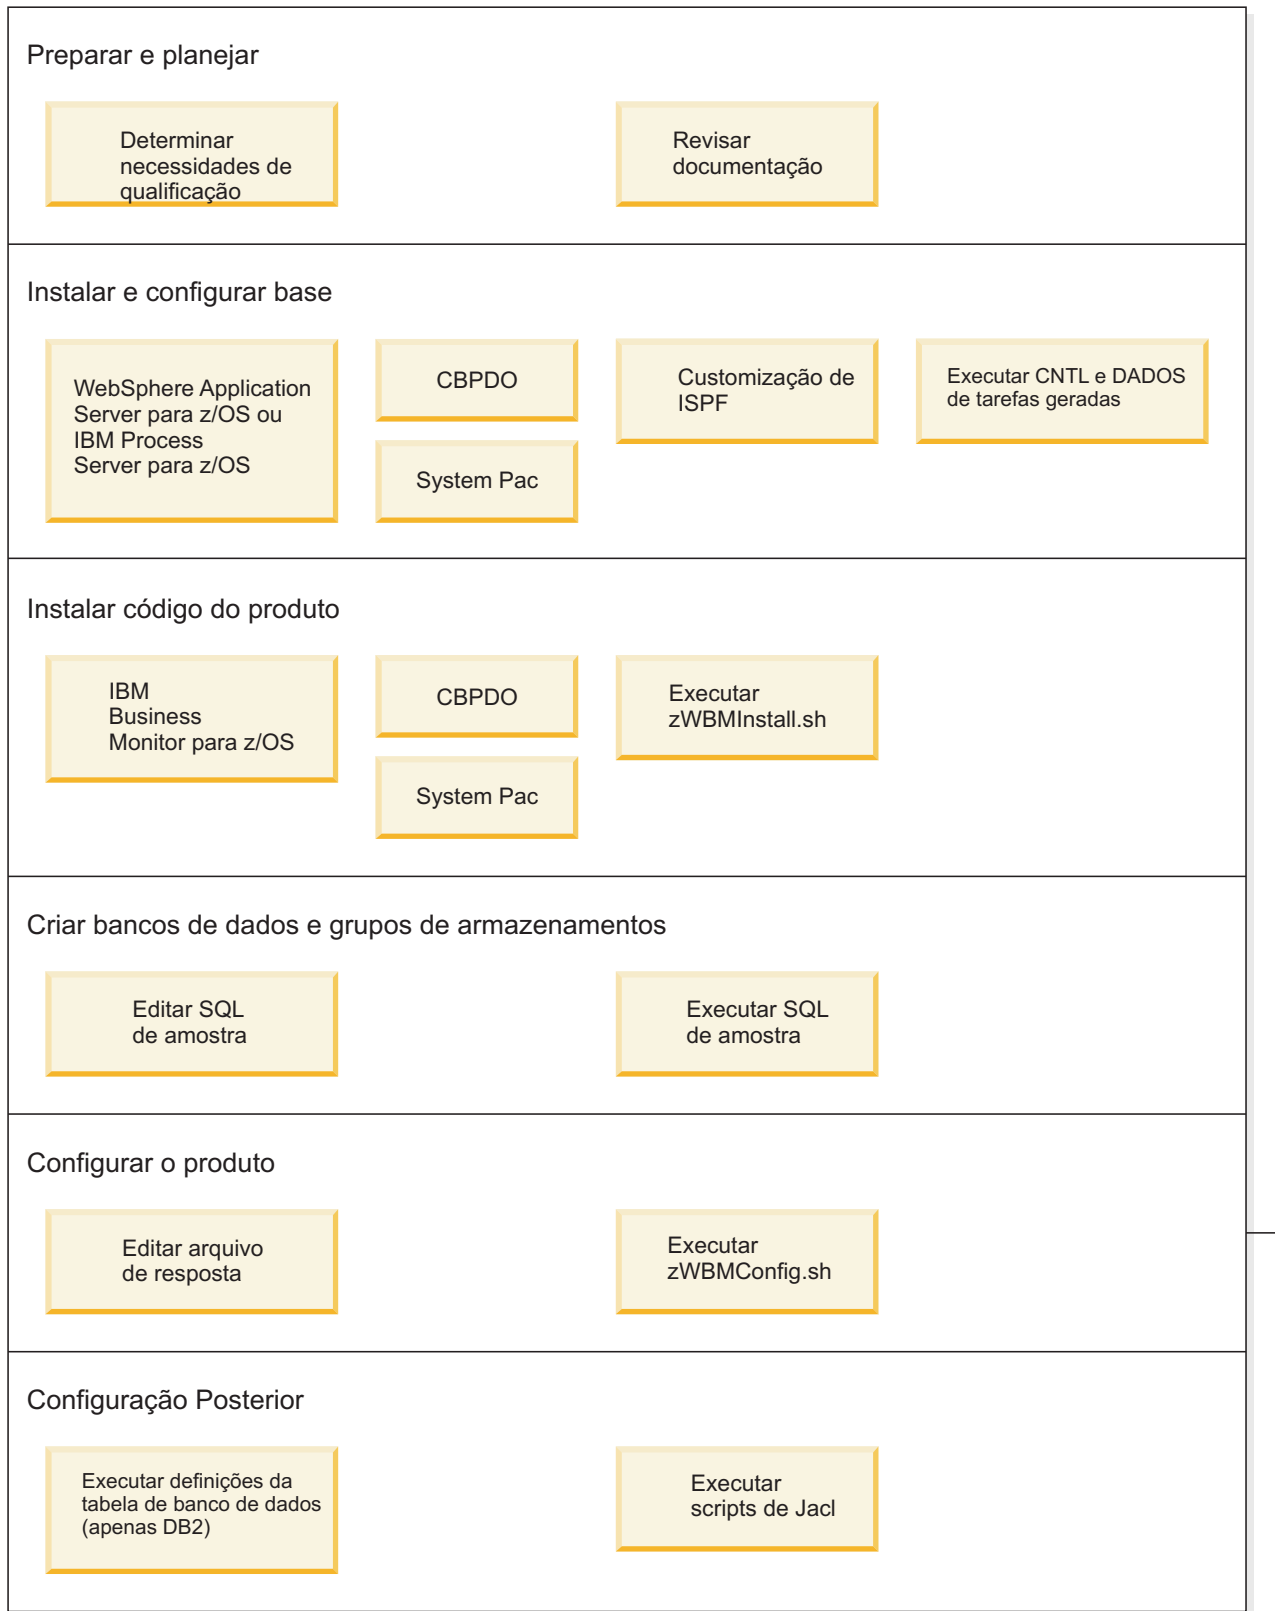 Preparar e planejar
Determinar
necessidades de
qualificação
Revisar
documentação
Instalar e configurar base
WebSphere Application
Server para z/OS ou
IBM Process
Server para z/OS
CBPDO
System Pac
Customização de
ISPF
Executar CNTL e DADOS
de tarefas geradas
Instalar código do produto
IBM
Business
Monitor para z/OS
CBPDO
System Pac
Executar
zWBMInstall.sh
Criar bancos de dados e grupos de armazenamentos
Editar SQL
de amostra
Executar SQL
de amostra
Configurar o produto
Editar arquivo
de resposta
Executar
zWBMConfig.sh
Configuração Posterior
Executar definições da
tabela de banco de dados
(apenas DB2)
Executar
scripts de Jacl